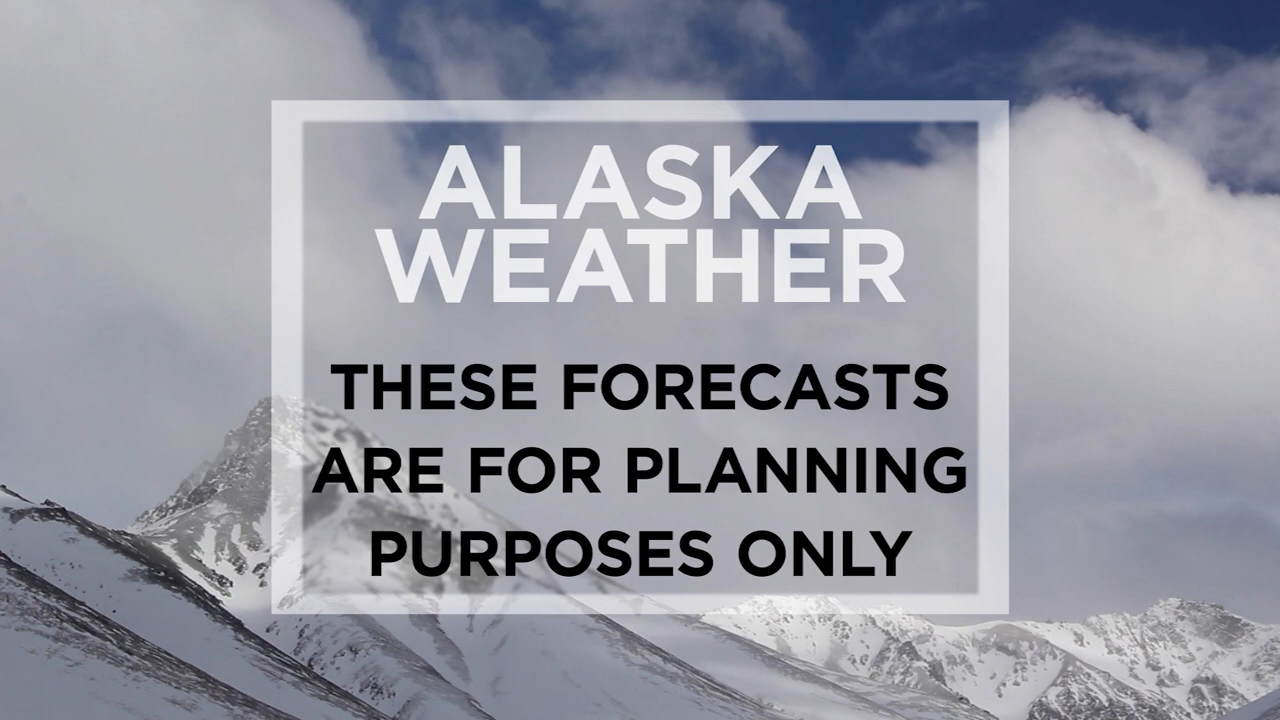 ALASKA
WEATHER
THESE FORECASTS
ARE FOR PLANNING
PURPOSES ONLY